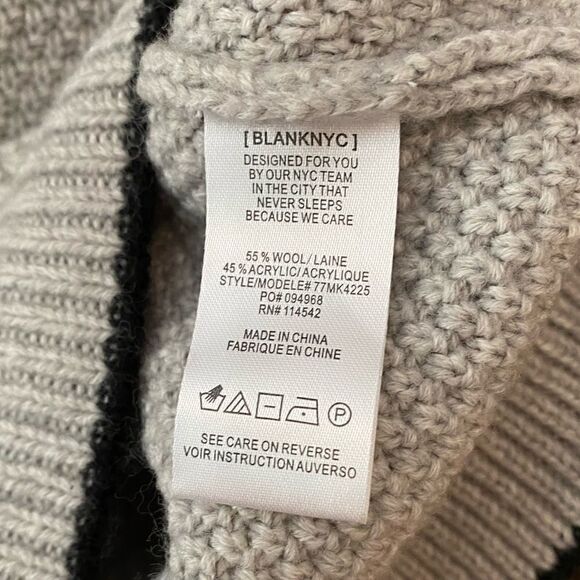 [ BLANKNYC ]
DESIGNED FOR YOU
BY OUR NYC TEAM
IN THE CITY THAT
NEVER SLEEPS
BECAUSE WE CARE
55 % WOOL/ LAINE
45 % ACRYLIC/ ACRYLIQUE
STYLE/MODELE# 77MK4225
PO# 094968
RN# 114542
MADE IN CHINA
FABRIQUE EN CHINE
P
SEE CARE ON REVERSE
VOIR INSTRUCTION AUVERSO